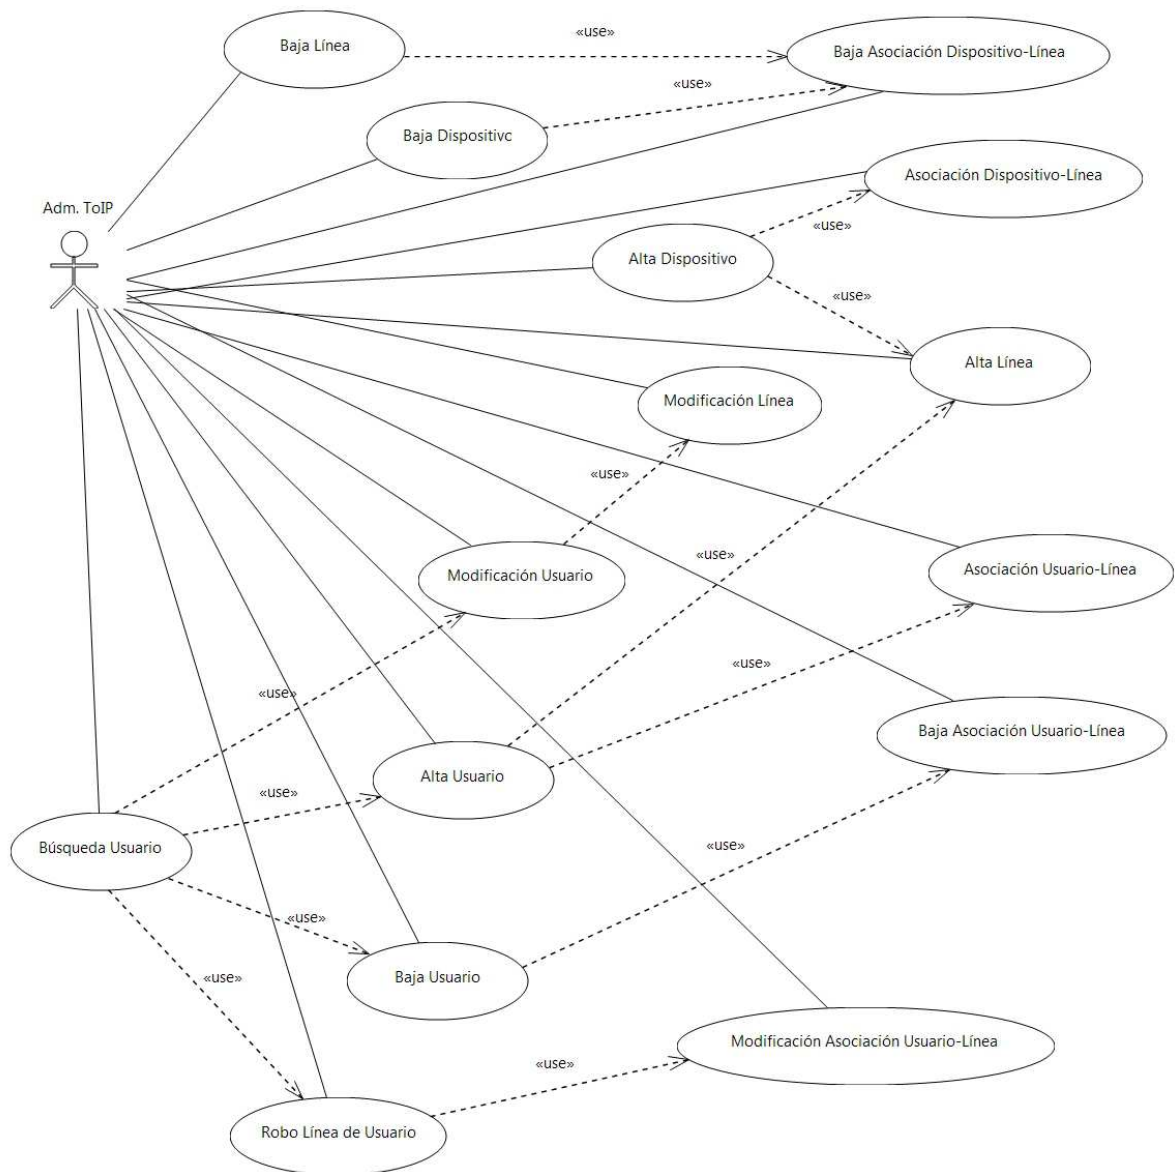 Baja Línea
«use»
Baja Asociación Dispositivo-Línea
«use»
Baja Dispositivc
Asociación Dispositivo-Línea
Adm. ToIP
«use»
Alta Dispositivo
«use»
Alta Línea
Modificación Línea
«use»
«use»
Modificación Usuario
Asociación Usuario-Línea
«use»
«use»
Baja Asociación Usuario-Línea
Alta Usuario
«use»
Búsqueda Usuario
«use»
«use»
Baja Usuario
«use»
Modificación Asociación Usuario-Línea
«use»
Robo Línea de Usuario